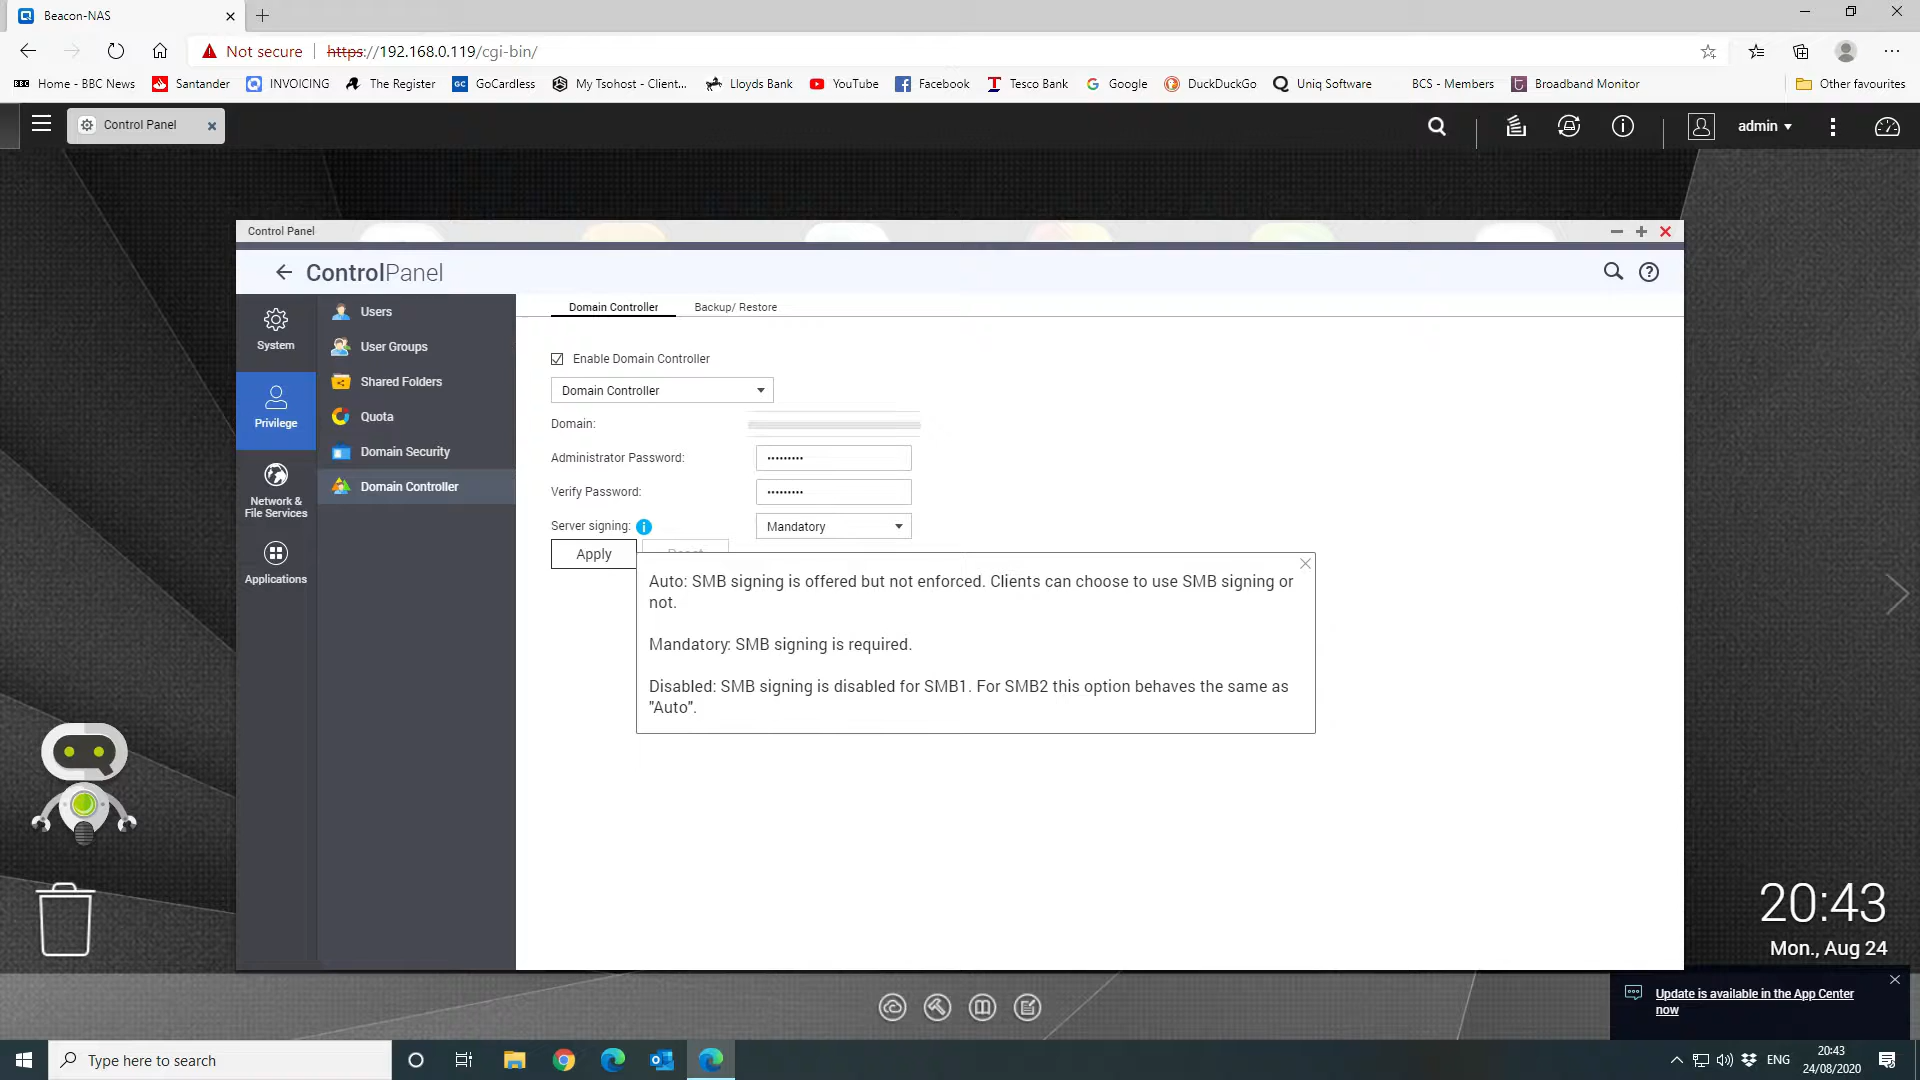 Beacon-NAS
Not secure
https://192.168.0.119/cgi-bin/
Home - BBC News
Santander
INVOICING
The Register
GoCardless
My Tsohost - Client...
Lloyds Bank
YouTube
Facebook
Tesco Bank
Google
DuckDuckGo
Uniq Software
BCS - Members
Broadband Monitor
Other favourites
Control Panel
admin
Control Panel
ControlPanel
System
Privilege
Network &
File Services
Applications
Users
User Groups
Shared Folders
Quota
Domain Security
Domain Controller
Domain Controller
Backup/ Restore
Enable Domain Controller
Domain Controller
Domain:
Administrator Password:
•••••••••
Verify Password:
•••••••••
Server signing:
Mandatory
Apply
Auto: SMB signing is offered but not enforced. Clients can choose to use SMB signing or
not.
Mandatory: SMB signing is required.
Disabled: SMB signing is disabled for SMB1. For SMB2 this option behaves the same as
"Auto".
20:43
Mon., Aug 24
Update is available in the App Center
now
Type here to search
ENG
20:43
24/08/2020